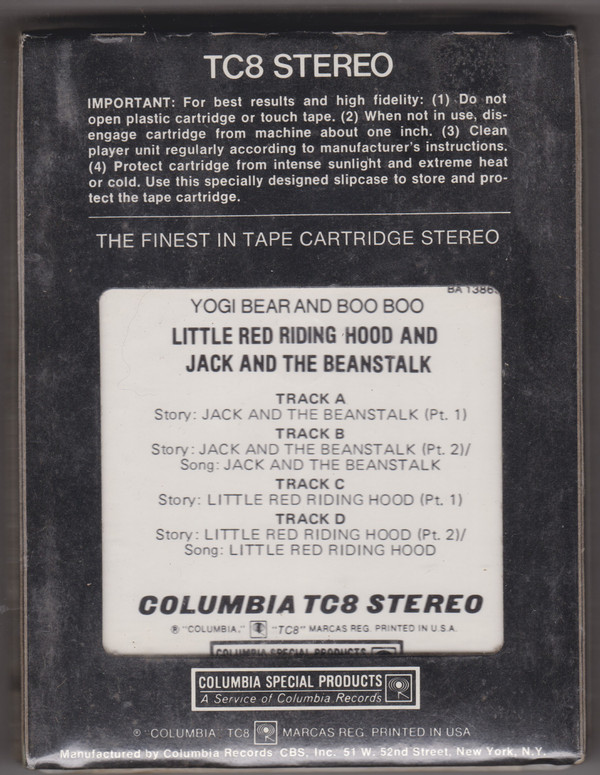 TC8 STEREO
IMPORTANT: For best results and high fidelity: (1) Do not
open plastic cartridge or touch tape. (2) When not in use, dis-
engage cartridge from machine about one inch. (3) Clean
player unit regularly according to manufacturer's instructions.
(4) Protect cartridge from intense sunlight and extreme heat
or cold. Use this specially designed slipcase to store and pro-
tect the tape cartridge.
THE FINEST IN TAPE CARTRIDGE STEREO
BA 1386
YOGI BEAR AND BOO BOO
LITTLE RED RIDING HOOD AND
JACK AND THE BEANSTALK
TRACK A
Story: JACK AND THE BEANSTALK (Pt. 1)
TRACK B
Story: JACK AND THE BEANSTALK (Pt. 2)/
Song: JACK AND THE BEANSTALK
TRACK C
Story: LITTLE RED RIDING HOOD (Pt. 1)
TRACK D
Story: LITTLE RED RIDING HOOD (Pt. 2)/
Song: LITTLE RED RIDING HOOD
COLUMBIA TC8 STEREO
® "COLUMBIA," "TC8" MARCAS REG. PRINTED IN U.S.A.
COLUMBIA SPECIAL PRODUCTS
COLUMBIA SPECIAL PRODUCTS
A Service of Columbia Records
® "COLUMBIA" TC8 MARCAS REG. PRINTED IN USA
Manufactured by Columbia Records CBS, Inc. 51 W. 52nd Street, New York, N.Y.